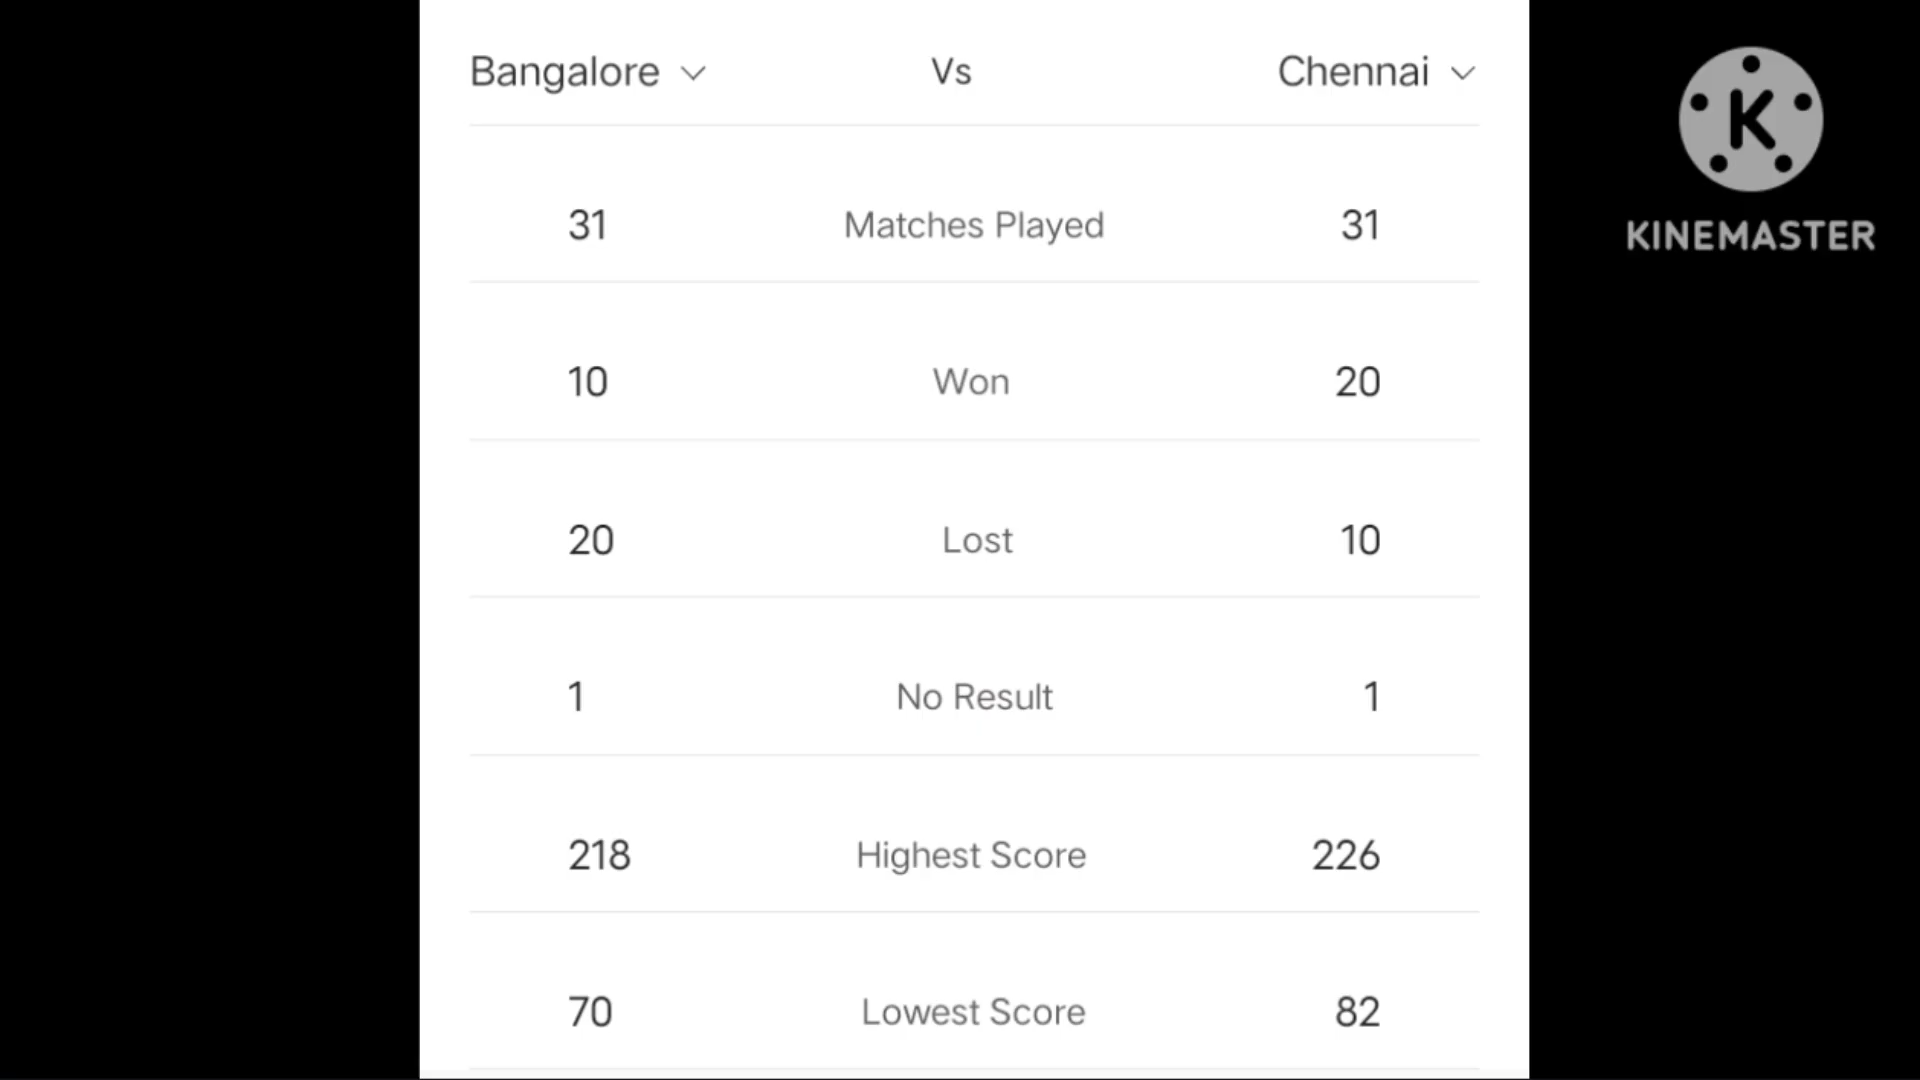 Bangalore Vs Chennai
31 Matches Played 31
10 Won 20
20 Lost 10
1 No Result 1
218 Highest Score 226
70 Lowest Score 82
K
KINEMASTER